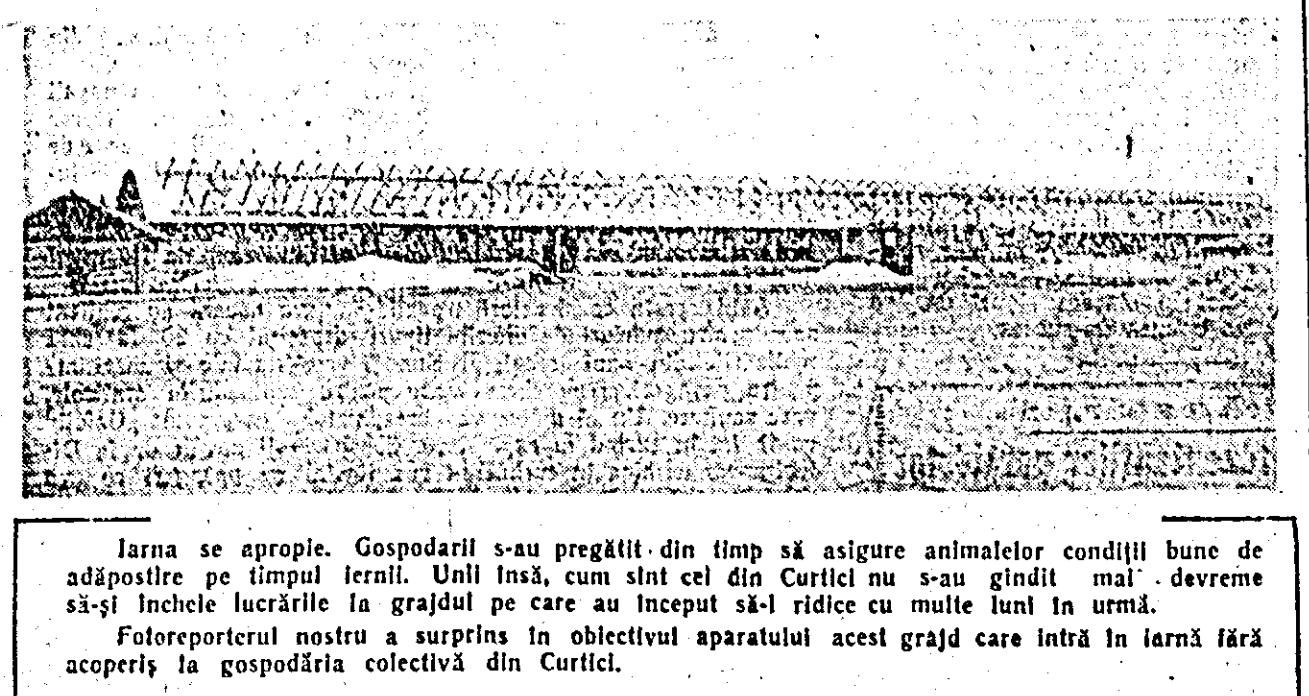 Iarna se apropie. Gospodarii s-au pregătit din timp să asigure animalelor condiții bune de
adăpostire pe timpul iernii. Unii însă, cum sînt cei din Curtici nu s-au gîndit mai devreme
să-și încheie lucrările la grajdul pe care au început să-l ridice cu multe luni în urmă.
Fotoreporterul nostru a surprins în obiectivul aparatului acest grajd care intră în iarnă fără
acoperiș la gospodăria colectivă din Curtici.